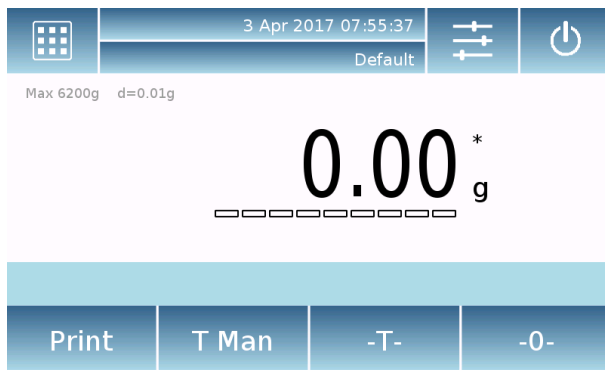 3 Apr 2017 07:55:37
Default
Max 6200g d=0.01g
0.00 * g
Print T Man -T- -0-